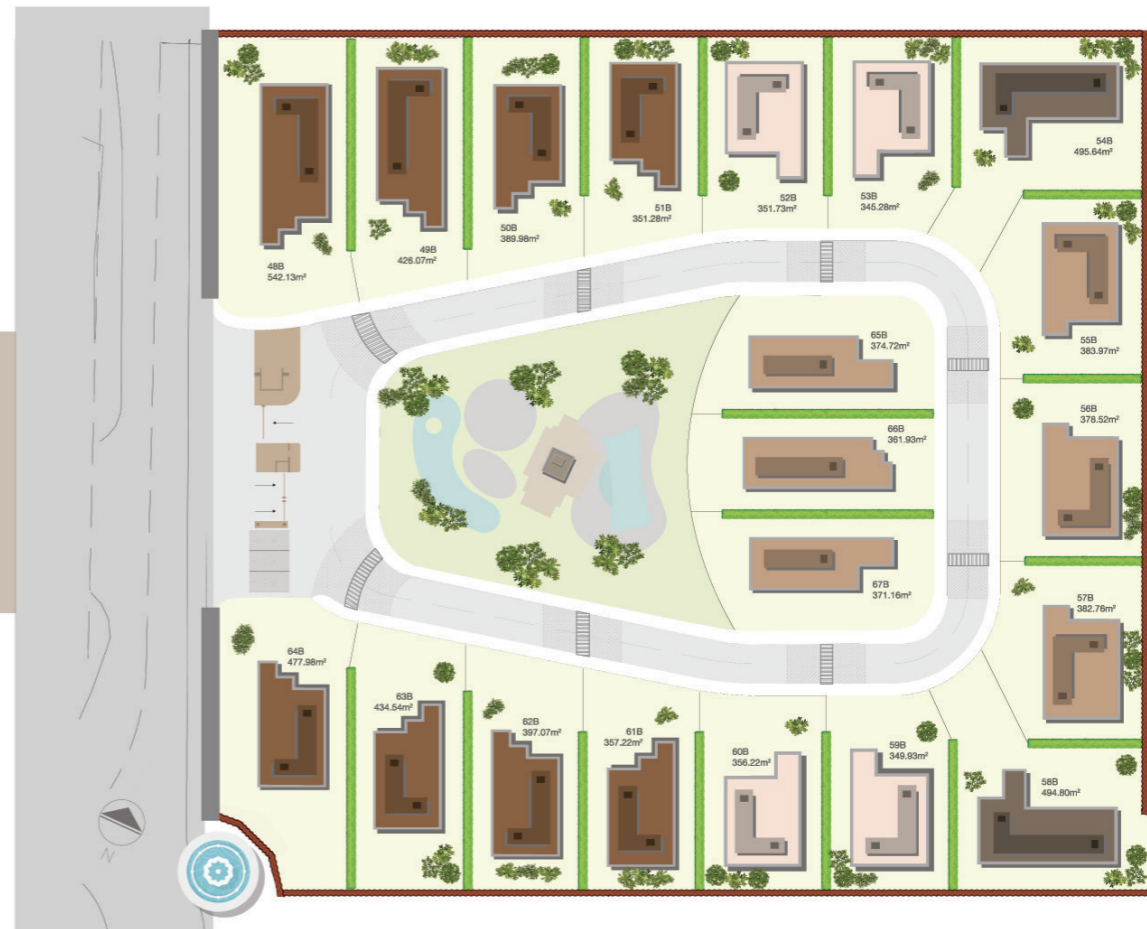 48B
542.13m²
49B
426.07m²
50B
389.98m²
51B
351.28m²
52B
351.73m²
53B
345.28m²
54B
495.64m²
55B
383.97m²
65B
374.72m²
56B
378.52m²
66B
361.93m²
67B
371.16m²
57B
382.76m²
64B
477.98m²
63B
434.54m²
62B
397.07m²
61B
357.22m²
60B
356.22m²
59B
349.93m²
58B
494.80m²
N